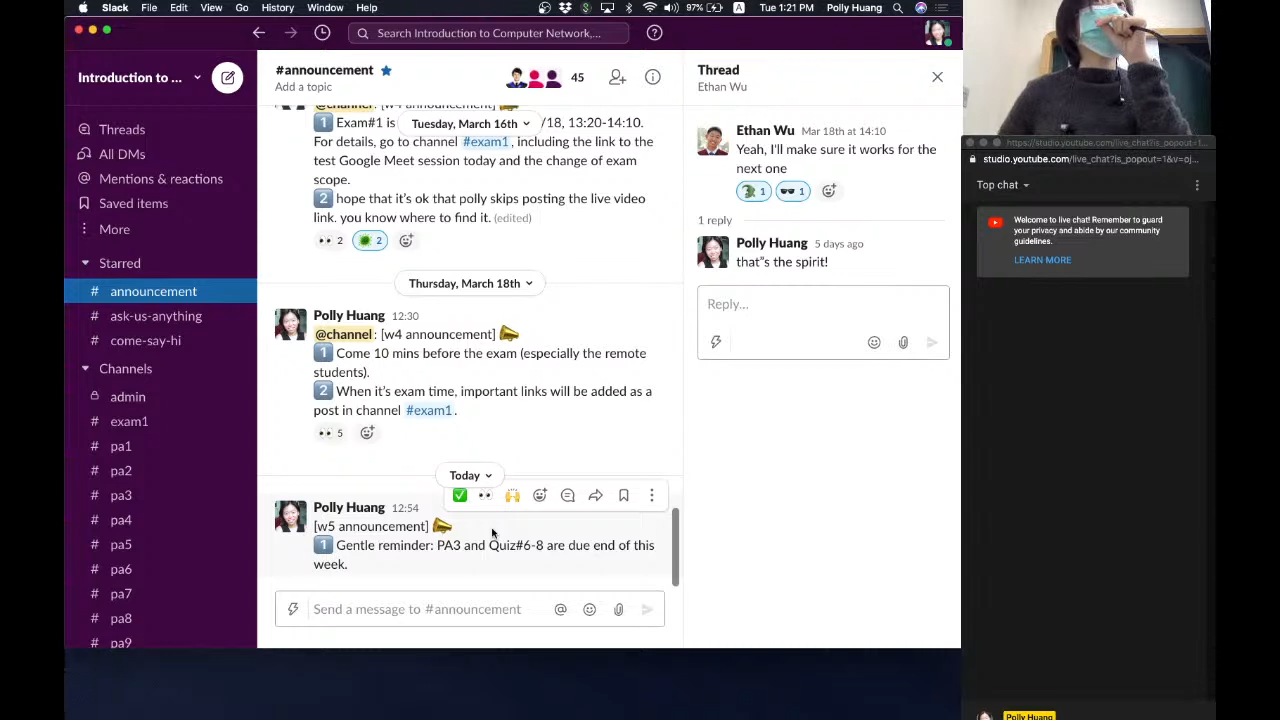 Slack File Edit View Go History Window Help 97% A Tue 1:21 PM Polly Huang
Search Introduction to Computer Network,...
Introduction to ...
Threads
All DMs
Mentions & reactions
Saved items
More
Starred
# announcement
# ask-us-anything
# come-say-hi
Channels
admin
# exam1
# pa1
# pa2
# pa3
# pa4
# pa5
# pa6
# pa7
# pa8
# pa9
#announcement
Add a topic
45
@channel: [w4 announcement]
Tuesday, March 16th
1 Exam#1 is /18, 13:20-14:10.
For details, go to channel #exam1, including the link to the
test Google Meet session today and the change of exam
scope.
2 hope that it's ok that polly skips posting the live video
link. you know where to find it. (edited)
2 2
Thursday, March 18th
Polly Huang 12:30
@channel: [w4 announcement]
1 Come 10 mins before the exam (especially the remote
students).
2 When it's exam time, important links will be added as a
post in channel #exam1.
5
Today
Polly Huang 12:54
[w5 announcement]
1 Gentle reminder: PA3 and Quiz#6-8 are due end of this
week.
Send a message to #announcement
Thread
Ethan Wu
Ethan Wu Mar 18th at 14:10
Yeah, I'll make sure it works for the
next one
1 1
1 reply
Polly Huang 5 days ago
that"s the spirit!
Reply...
https://studio.youtube.com/live_chat?is_popout=1&v=o...
studio.youtube.com/live_chat?is_popout=1&v=oj...
Top chat
Welcome to live chat! Remember to guard
your privacy and abide by our community
guidelines.
LEARN MORE
Polly Huang